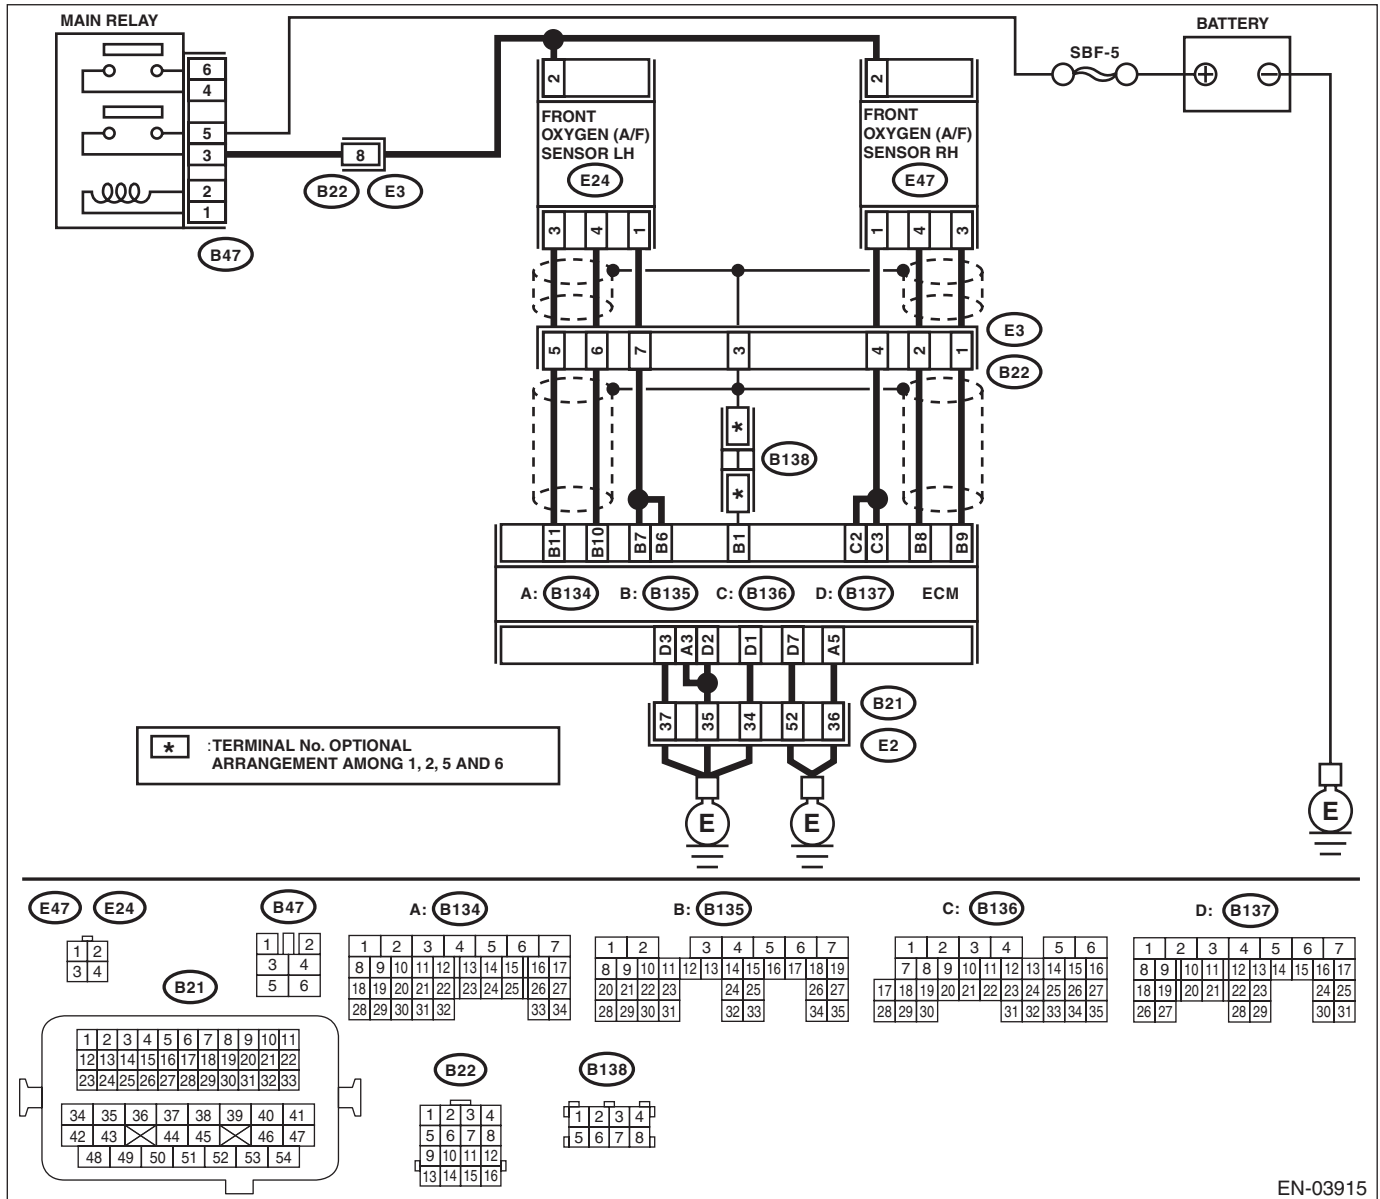 MAIN RELAY
BATTERY
SBF-5
6
4
5
3
2
1
B47
8
B22 E3
2
FRONT
OXYGEN (A/F)
SENSOR LH
E24
3 4 1
2
FRONT
OXYGEN (A/F)
SENSOR RH
E47
1 4 3
5 6 7 3 4 2 1
E3
B22
*
B138
*
B11 B10 B7 B6 B1 C2 C3 B8 B9
A: B134 B: B135 C: B136 D: B137 ECM
D3 A3 D2 D1 D7 A5
37 35 34 52 36
B21
E2
* :TERMINAL No. OPTIONAL
ARRANGEMENT AMONG 1, 2, 5 AND 6
E E E
E47 E24
1 2
3 4
B47
1 2
3 4
5 6
A: B134
1 2 3 4 5 6 7
8 9 10 11 12 13 14 15 16 17
18 19 20 21 22 23 24 25 26 27
28 29 30 31 32 33 34
B: B135
1 2 3 4 5 6 7
8 9 10 11 12 13 14 15 16 17 18 19
20 21 22 23 24 25 26 27
28 29 30 31 32 33 34 35
C: B136
1 2 3 4 5 6
7 8 9 10 11 12 13 14 15 16
17 18 19 20 21 22 23 24 25 26 27
28 29 30 31 32 33 34 35
D: B137
1 2 3 4 5 6 7
8 9 10 11 12 13 14 15 16 17
18 19 20 21 22 23 24 25
26 27 28 29 30 31
B21
1 2 3 4 5 6 7 8 9 10 11
12 13 14 15 16 17 18 19 20 21 22
23 24 25 26 27 28 29 30 31 32 33
34 35 36 37 38 39 40 41
42 43 44 45 46 47
48 49 50 51 52 53 54
B22
1 2 3 4
5 6 7 8
9 10 11 12
13 14 15 16
B138
1 2 3 4
5 6 7 8
EN-03915